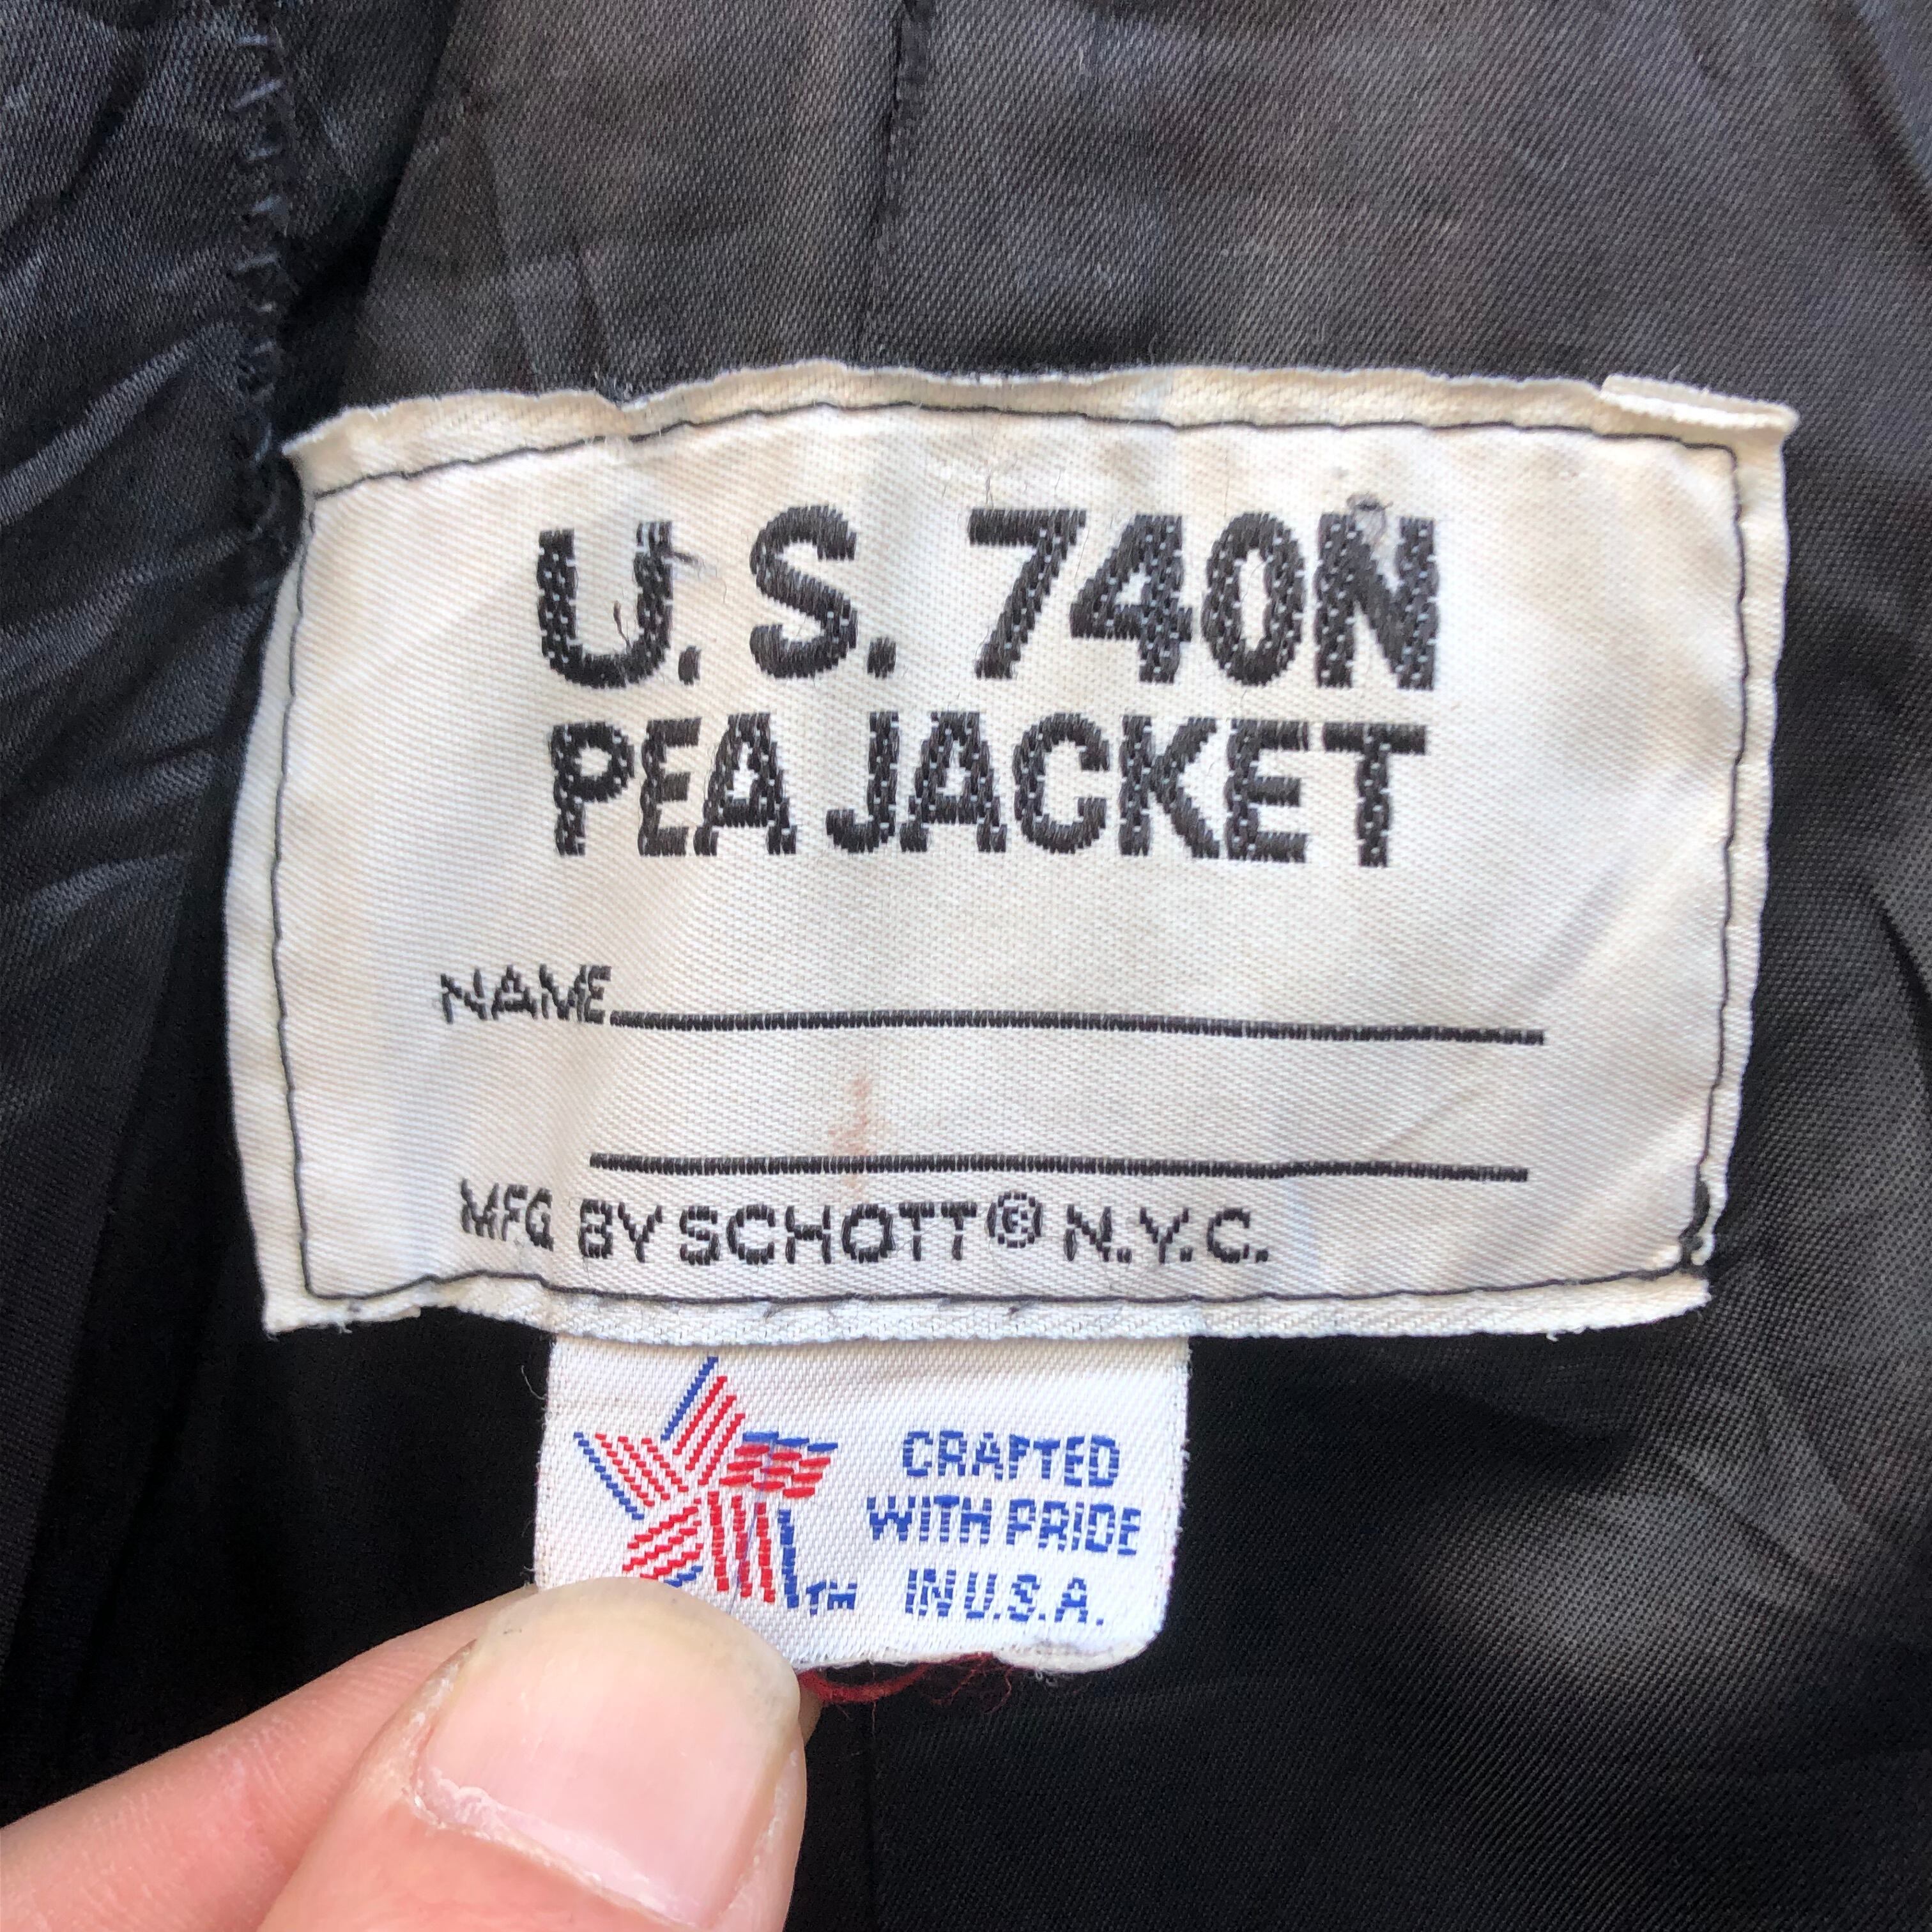 U.S. 740N
PEA JACKET
NAME
MFG BY SCHOTT® N.Y.C.
CRAFTED
WITH PRIDE
IN U.S.A.
TM